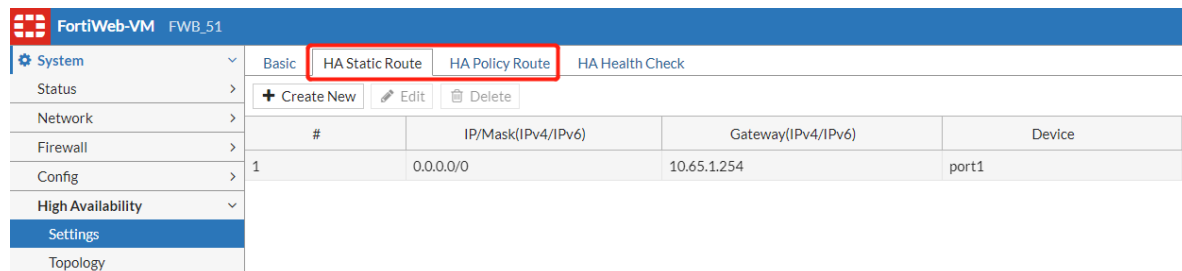 FortiWeb-VM FWB_51
System
Status
Network
Firewall
Config
High Availability
Settings
Topology
Basic HA Static Route HA Policy Route HA Health Check
+ Create New Edit Delete
# IP/Mask(IPv4/IPv6) Gateway(IPv4/IPv6) Device
1 0.0.0.0/0 10.65.1.254 port1